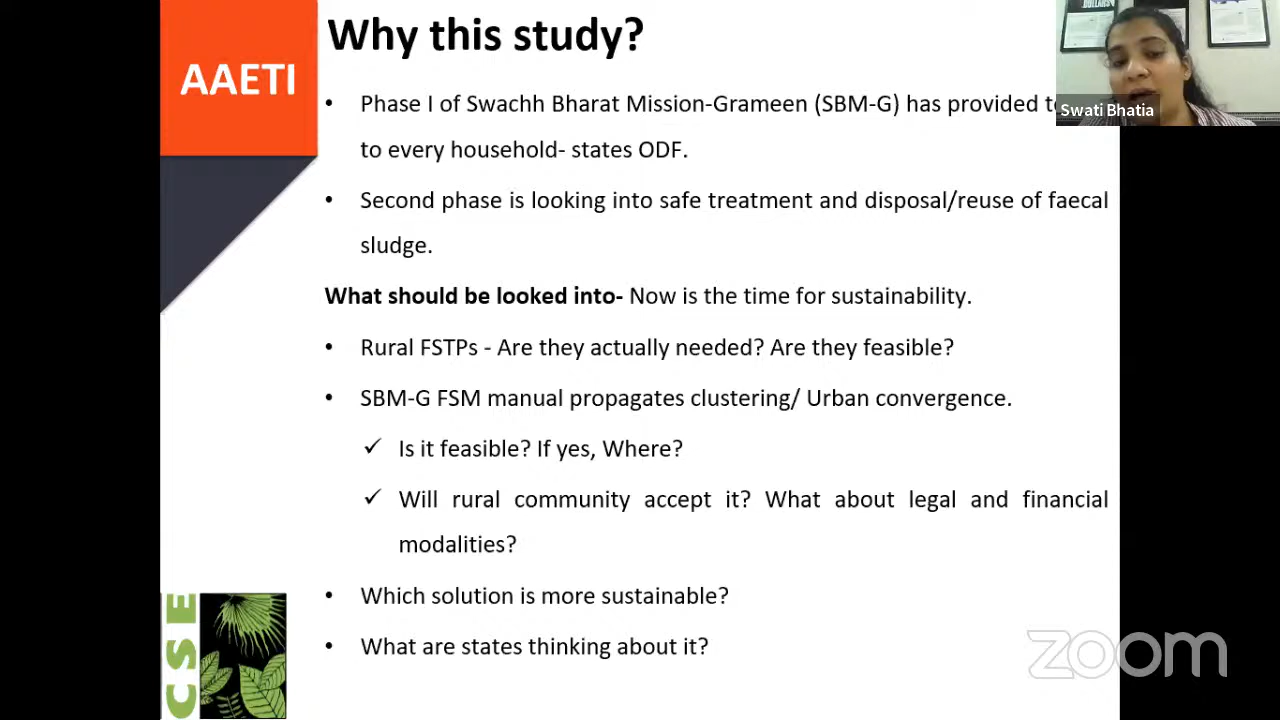 Why this study?
AAETI
• Phase I of Swachh Bharat Mission-Grameen (SBM-G) has provided
to every household- states ODF.
• Second phase is looking into safe treatment and disposal/reuse of faecal
sludge.
What should be looked into- Now is the time for sustainability.
• Rural FSTPs - Are they actually needed? Are they feasible?
• SBM-G FSM manual propagates clustering/ Urban convergence.
✓ Is it feasible? If yes, Where?
✓ Will rural community accept it? What about legal and financial
modalities?
• Which solution is more sustainable?
• What are states thinking about it?
CSE
Swati Bhatia
DOLLARS
zoom